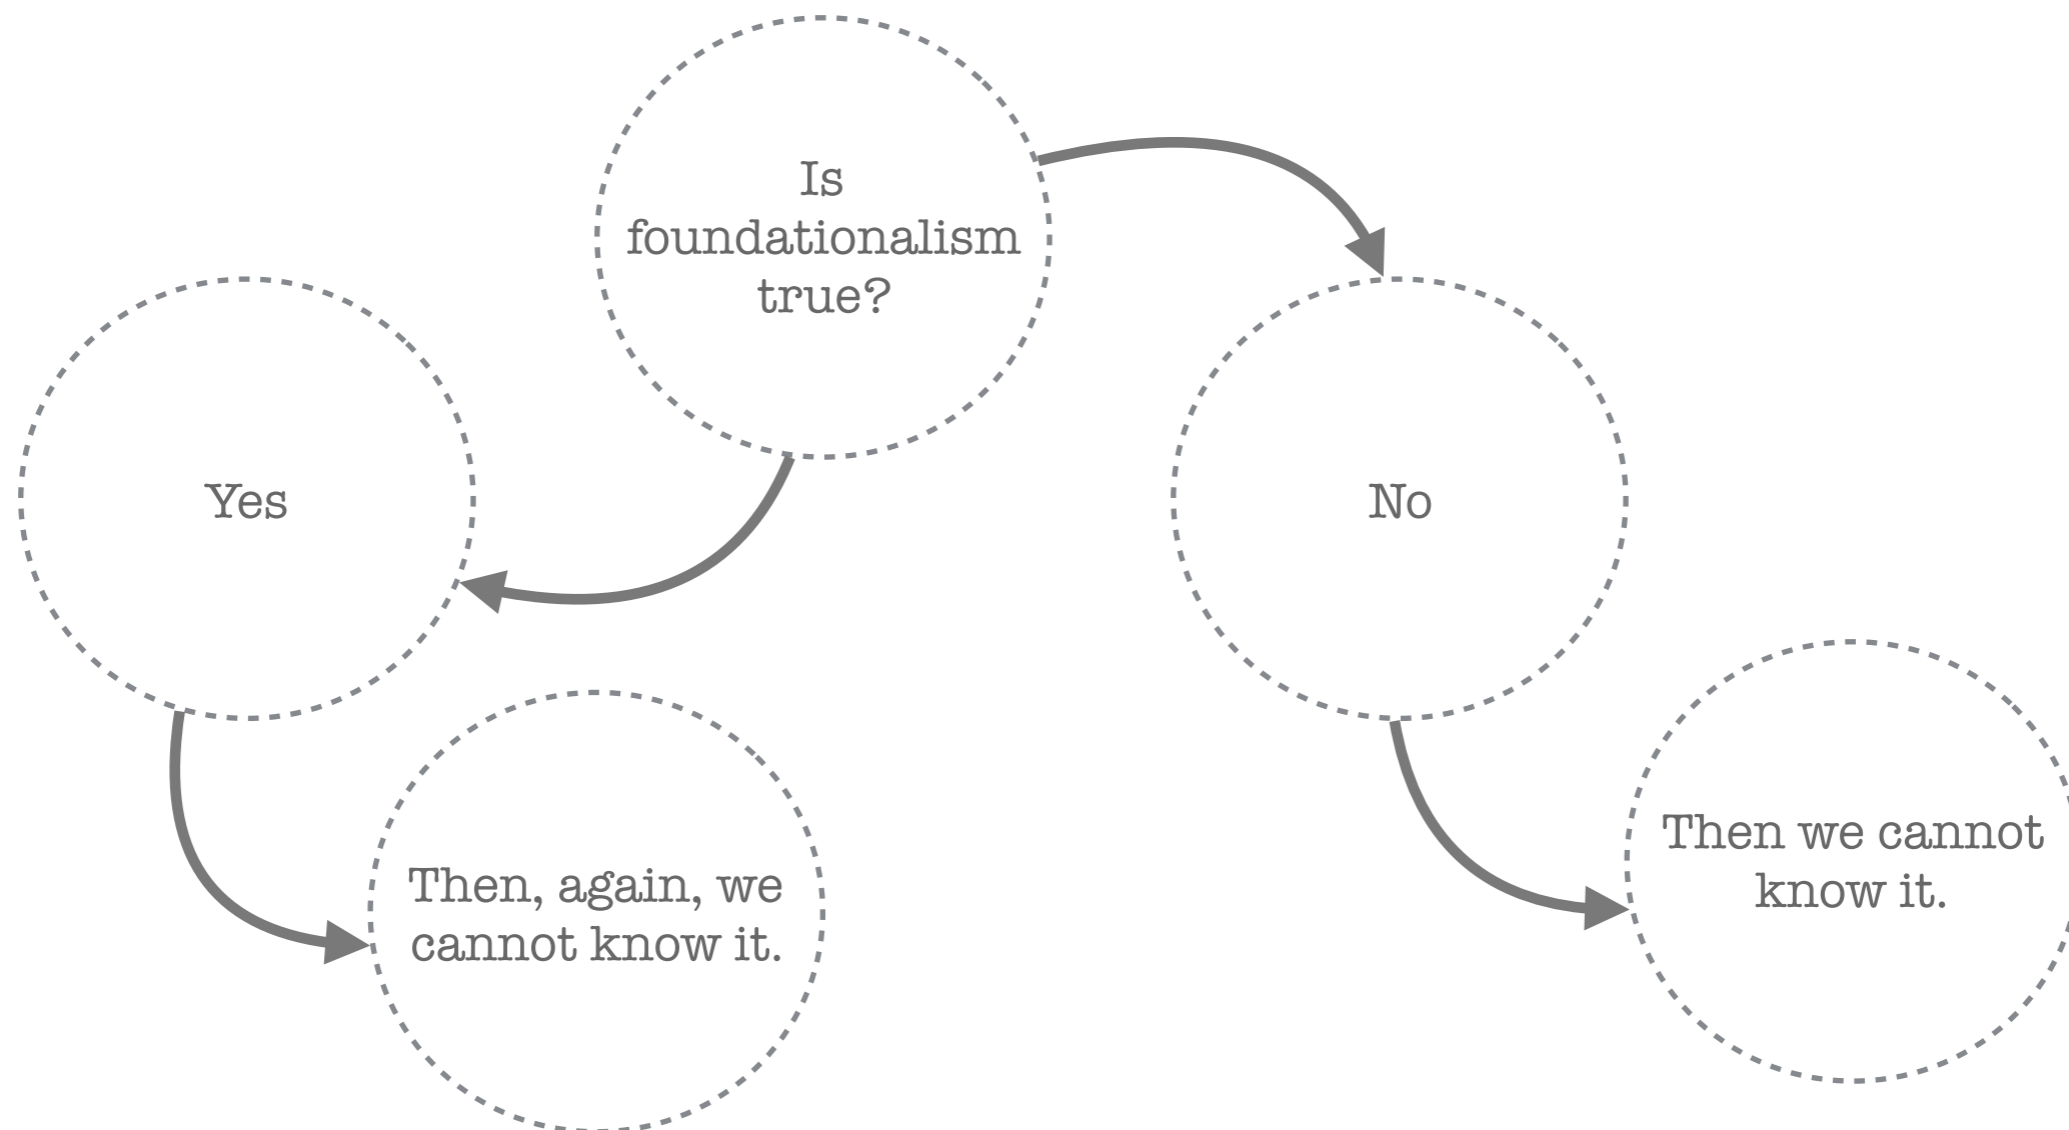 Is
foundationalism
true?
Yes
No
Then, again, we
cannot know it.
Then we cannot
know it.